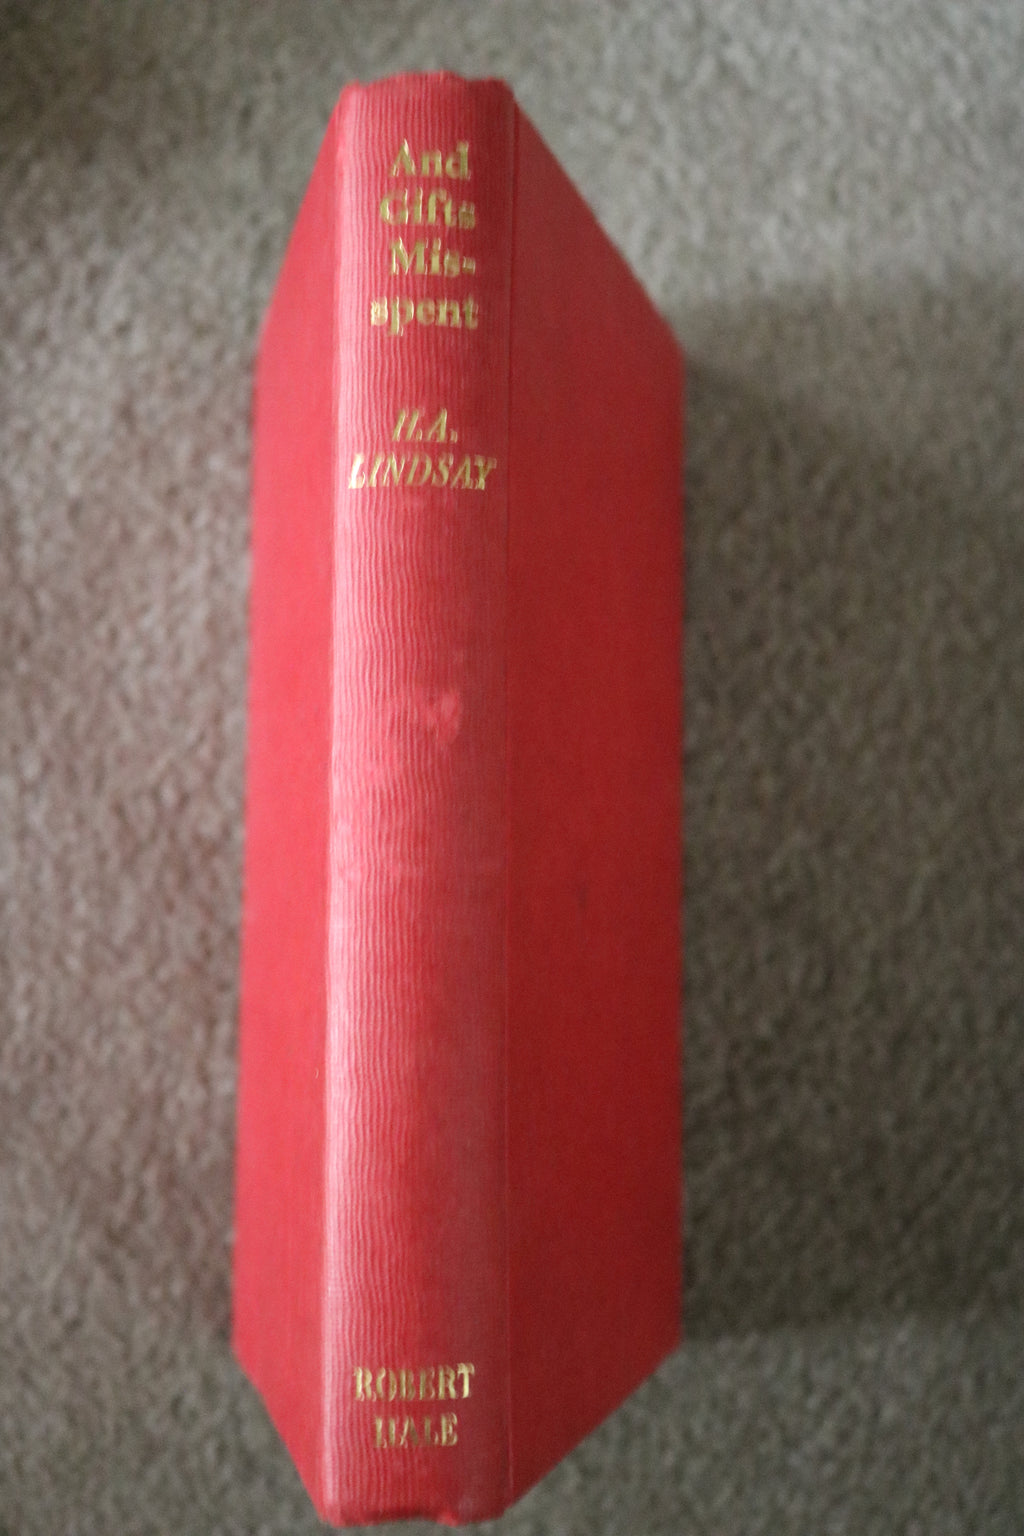 And
Gifts
Mis-
spent
H.A.
LINDSAY
ROBERT
HALE